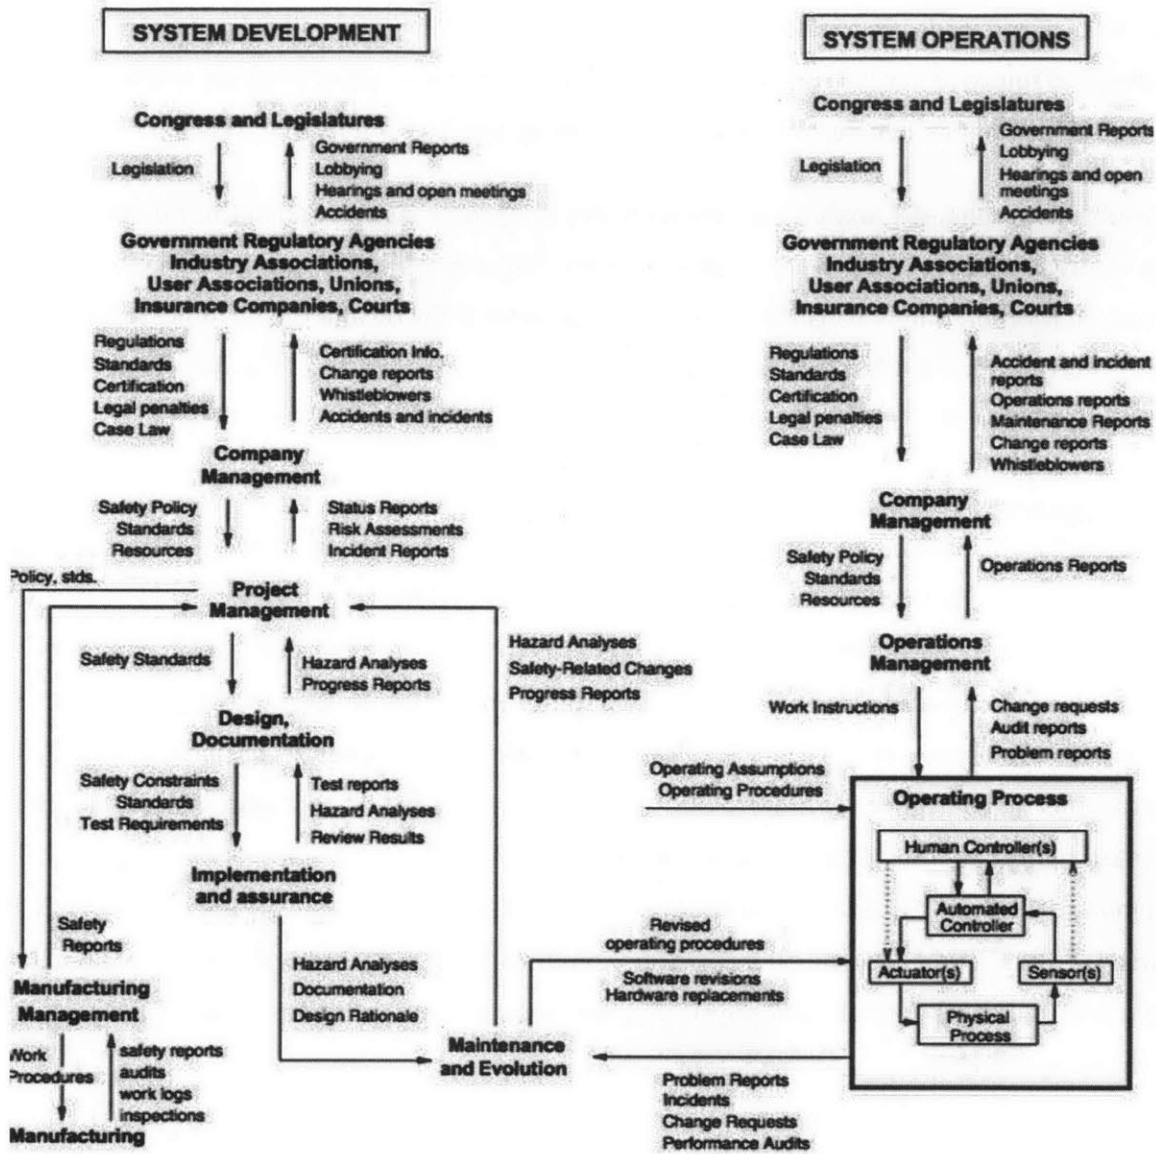 SYSTEM DEVELOPMENT
Congress and Legislatures
Legislation
Government Reports
Lobbying
Hearings and open meetings
Accidents
Government Regulatory Agencies
Industry Associations,
User Associations, Unions,
Insurance Companies, Courts
Regulations
Standards
Certification
Legal penalties
Case Law
Certification Info.
Change reports
Whistleblowers
Accidents and incidents
Company
Management
Safety Policy
Standards
Resources
Status Reports
Risk Assessments
Incident Reports
Policy, stds.
Project
Management
Safety Standards
Hazard Analyses
Progress Reports
Design,
Documentation
Safety Constraints
Standards
Test Requirements
Test reports
Hazard Analyses
Review Results
Implementation
and assurance
Safety
Reports
Hazard Analyses
Documentation
Design Rationale
Manufacturing
Management
Work
Procedures
safety reports
audits
work logs
inspections
Manufacturing
Hazard Analyses
Safety-Related Changes
Progress Reports
Maintenance
and Evolution
Revised
operating procedures
Software revisions
Hardware replacements
Problem Reports
Incidents
Change Requests
Performance Audits
SYSTEM OPERATIONS
Congress and Legislatures
Legislation
Government Reports
Lobbying
Hearings and open
meetings
Accidents
Government Regulatory Agencies
Industry Associations,
User Associations, Unions,
Insurance Companies, Courts
Regulations
Standards
Certification
Legal penalties
Case Law
Accident and incident
reports
Operations reports
Maintenance Reports
Change reports
Whistleblowers
Company
Management
Safety Policy
Standards
Resources
Operations Reports
Operations
Management
Work Instructions
Change requests
Audit reports
Problem reports
Operating Assumptions
Operating Procedures
Operating Process
Human Controller(s)
Automated
Controller
Actuator(s)
Sensor(s)
Physical
Process